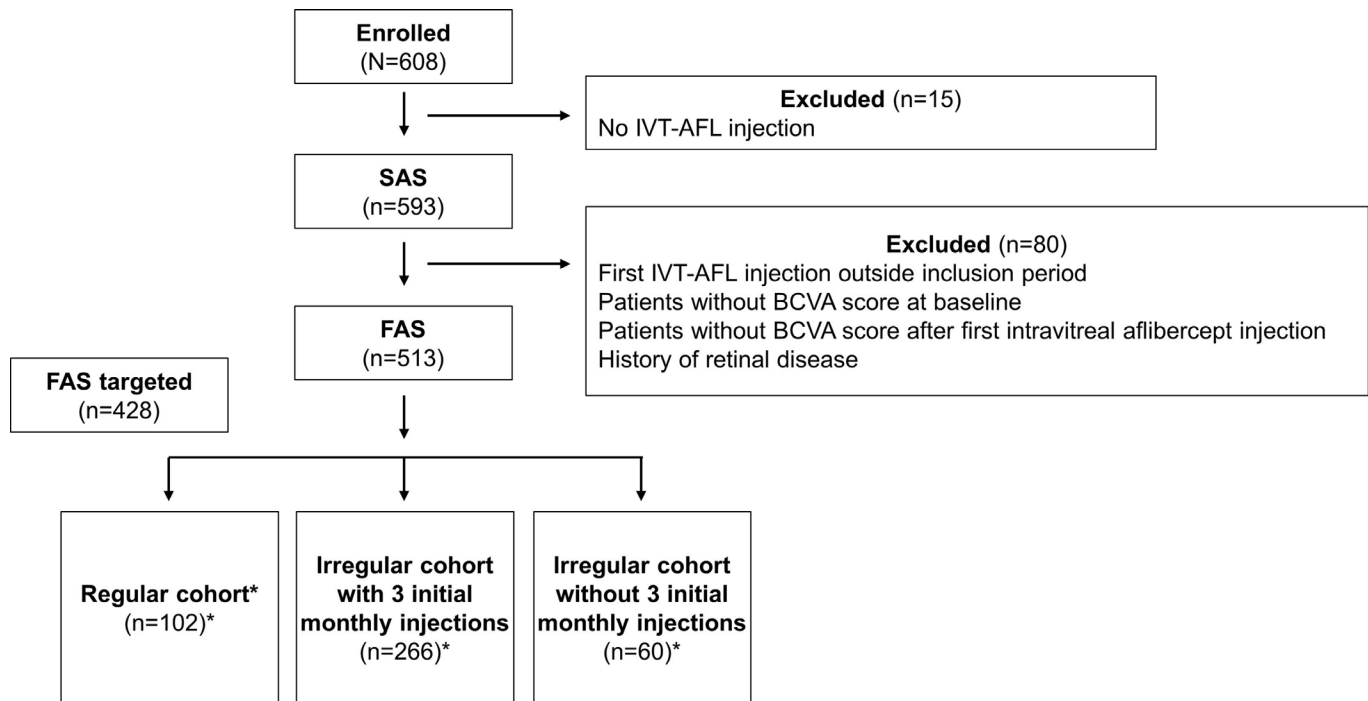 Enrolled
(N=608)
Excluded (n=15)
No IVT-AFL injection
SAS
(n=593)
Excluded (n=80)
First IVT-AFL injection outside inclusion period
Patients without BCVA score at baseline
Patients without BCVA score after first intravitreal aflibercept injection
History of retinal disease
FAS
(n=513)
FAS targeted
(n=428)
Regular cohort*
(n=102)*
Irregular cohort
with 3 initial
monthly injections
(n=266)*
Irregular cohort
without 3 initial
monthly injections
(n=60)*